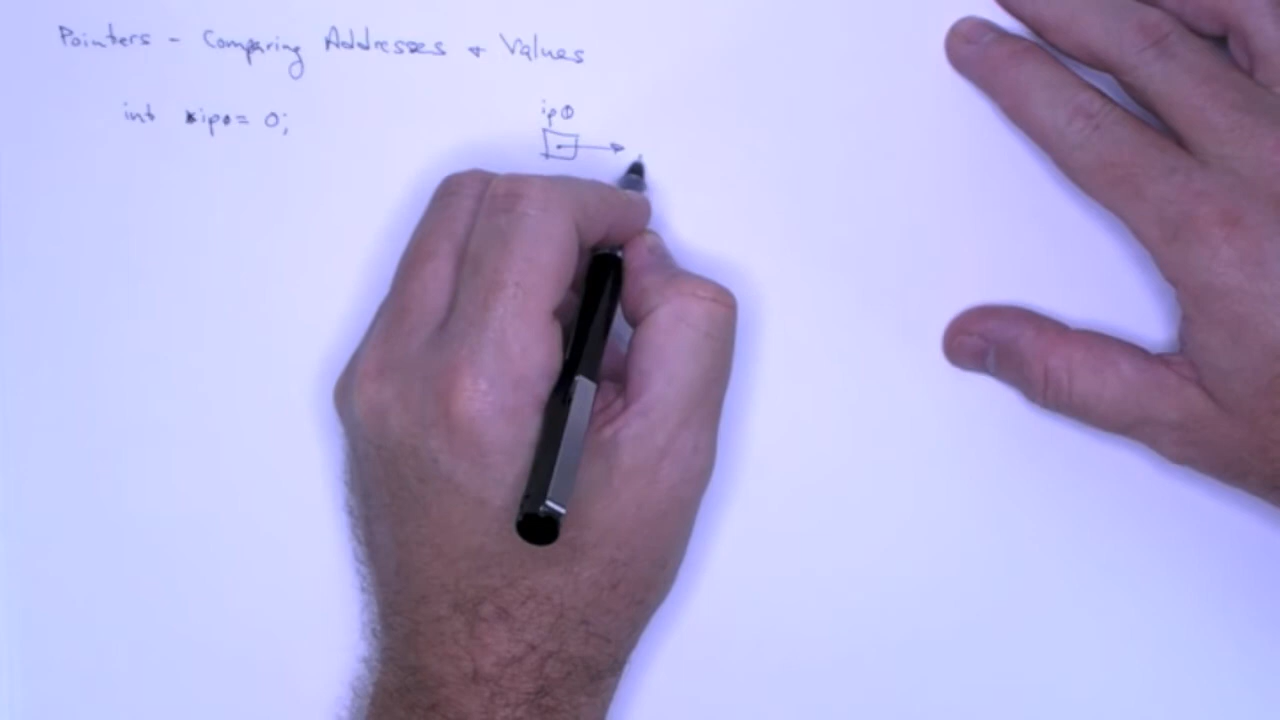 Pointers - Comparing Addresses + Values
int *ip0 = 0;
ip0